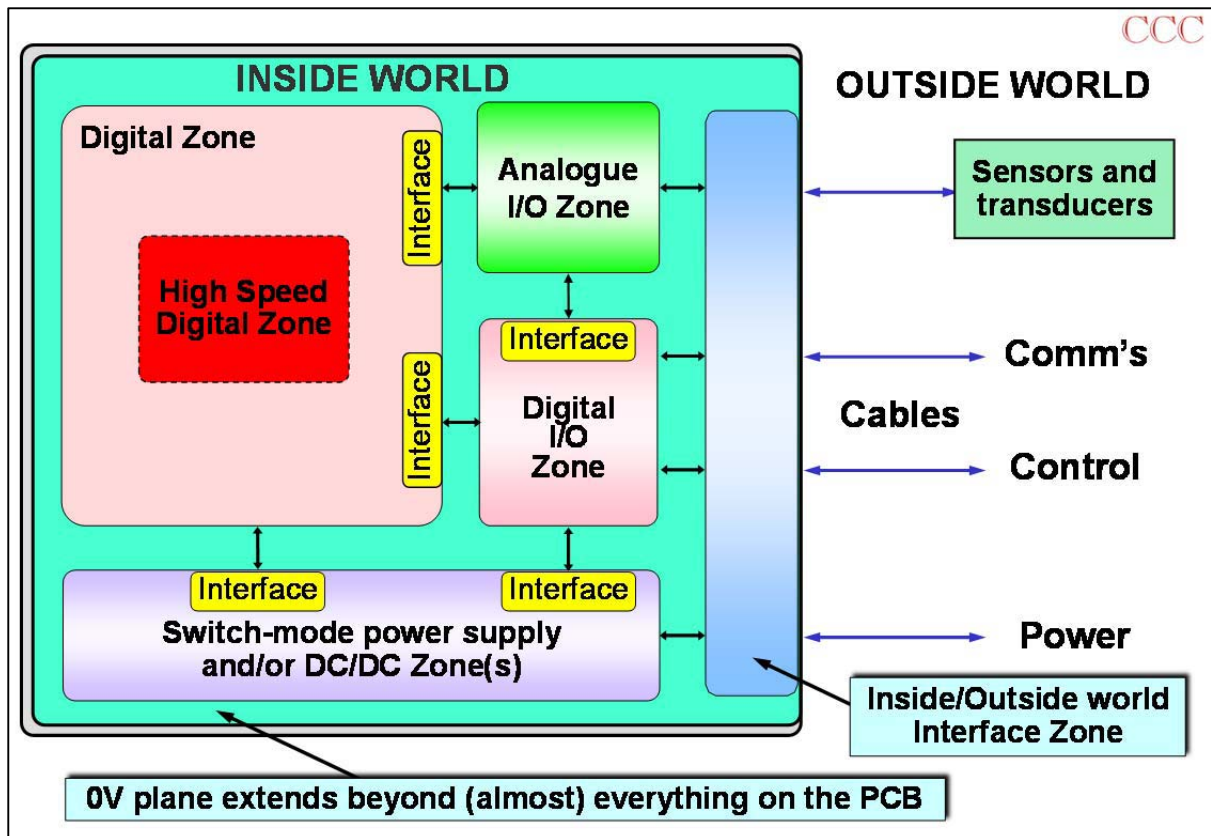 CCC
INSIDE WORLD
OUTSIDE WORLD
Digital Zone
Interface
Analogue
I/O Zone
Sensors and
transducers
High Speed
Digital Zone
Interface
Interface
Digital
I/O
Zone
Comm's
Cables
Control
Interface
Interface
Switch-mode power supply
and/or DC/DC Zone(s)
Power
Inside/Outside world
Interface Zone
0V plane extends beyond (almost) everything on the PCB